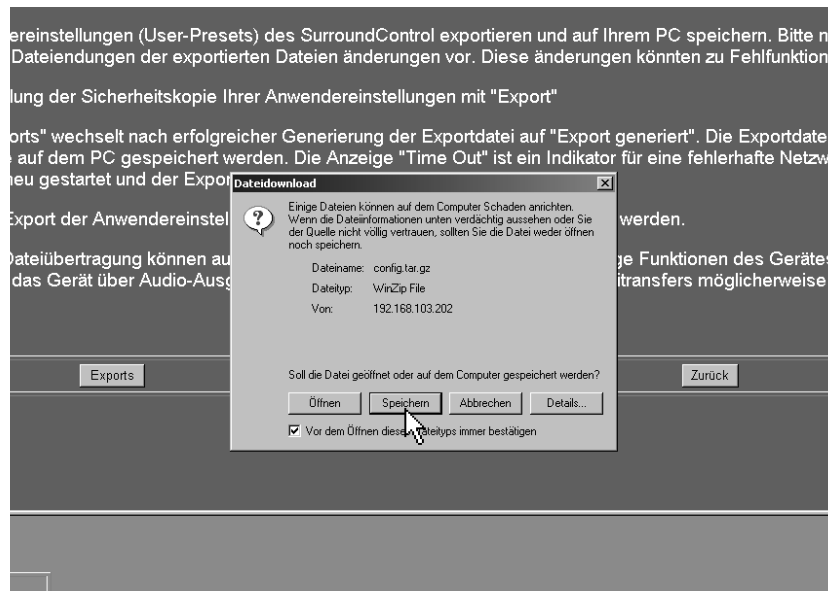 ereinstellungen (User-Presets) des SurroundControl exportieren und auf Ihrem PC speichern. Bitte n
Dateiendungen der exportierten Dateien änderungen vor. Diese änderungen könnten zu Fehlfunktion
lung der Sicherheitskopie Ihrer Anwendereinstellungen mit "Export"
orts" wechselt nach erfolgreicher Generierung der Exportdatei auf "Export generiert". Die Exportdate
e auf dem PC gespeichert werden. Die Anzeige "Time Out" ist ein Indikator für eine fehlerhafte Netzw
neu gestartet und der Expor
Export der Anwendereinstel
werden.
Dateiübertragung können au
ge Funktionen des Gerätes
das Gerät über Audio-Ausg
itransfers möglicherweise
Dateidownload
Einige Dateien können auf dem Computer Schaden anrichten.
Wenn die Dateiinformationen unten verdächtig aussehen oder Sie
der Quelle nicht völlig vertrauen, sollten Sie die Datei weder öffnen
noch speichern.
Dateiname: config.tar.gz
Dateityp: WinZip File
Von: 192.168.103.202
Soll die Datei geöffnet oder auf dem Computer gespeichert werden?
Öffnen Speichern Abbrechen Details...
Vor dem Öffnen dieses Dateityps immer bestätigen
Exports
Zurück